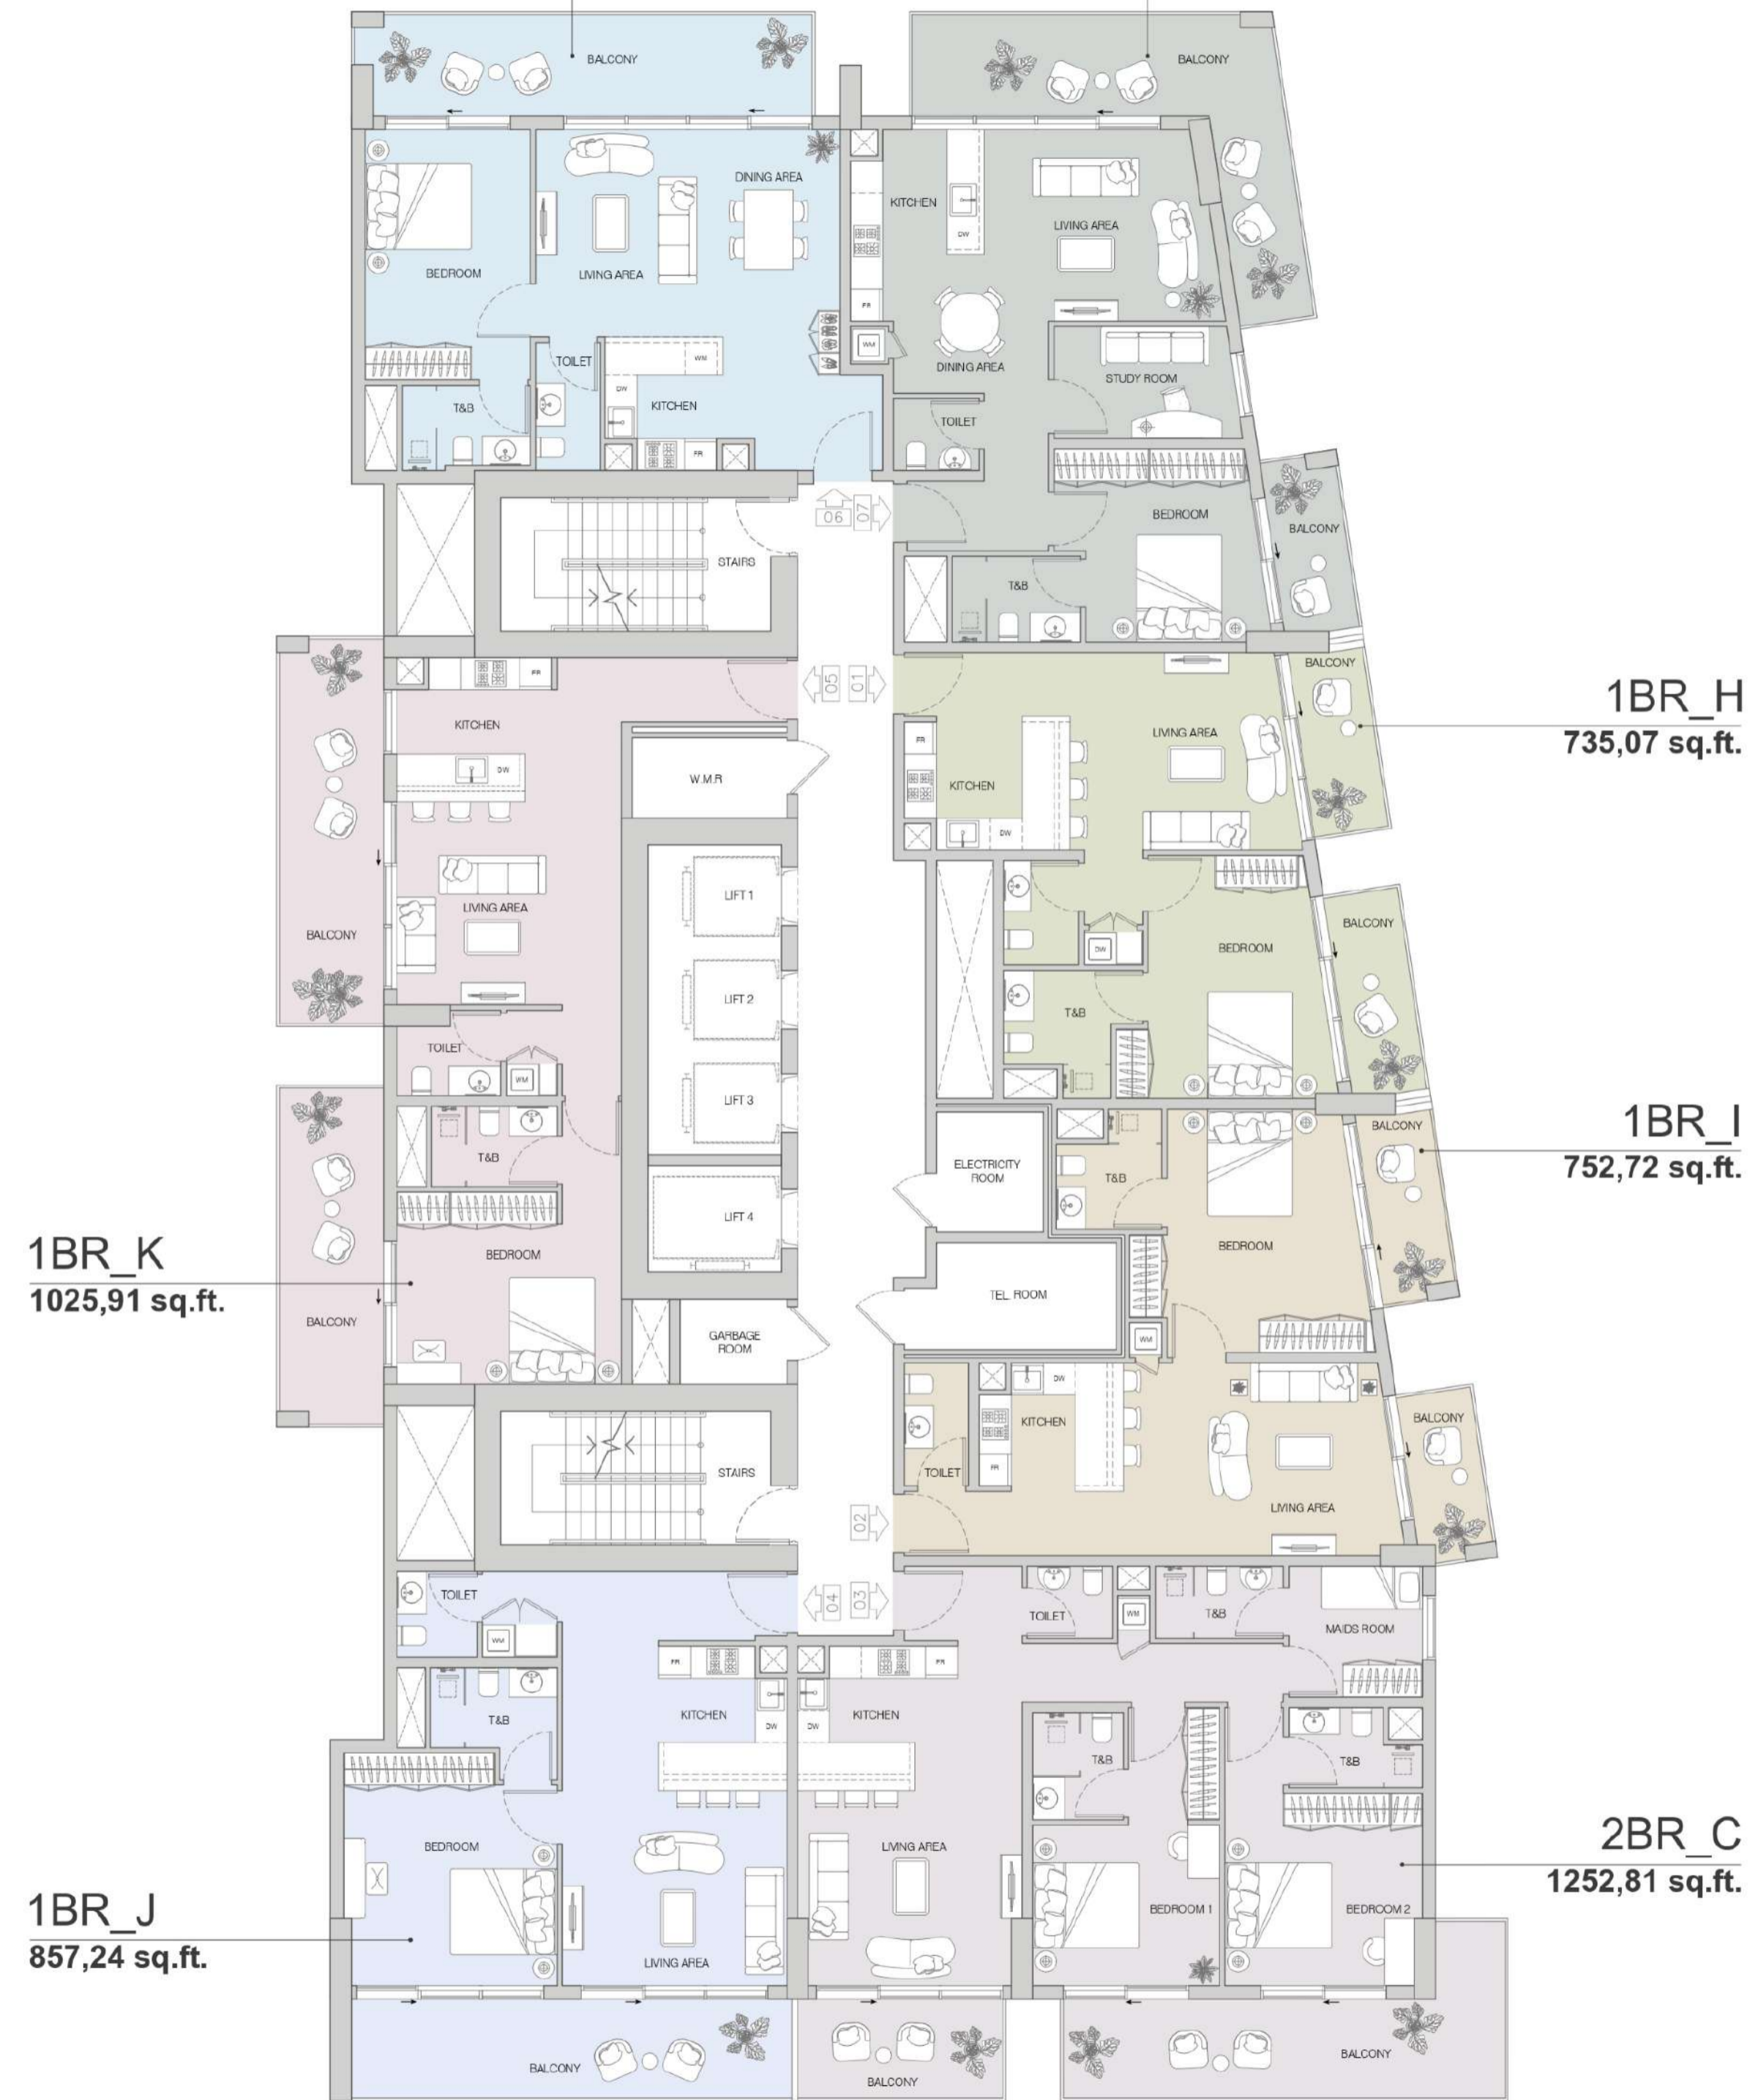 BALCONY
BALCONY
DINING AREA
KITCHEN
LIVING AREA
DW
BEDROOM
LIVING AREA
FR
WM
WM
TOILET
DINING AREA
STUDY ROOM
DW
T&B
KITCHEN
TOILET
FR
BEDROOM
06
07
BALCONY
STAIRS
T&B
BALCONY
FR
05
01
1BR_H
735,07 sq.ft.
KITCHEN
LIVING AREA
FR
DW
W.M.R
KITCHEN
DW
LIFT 1
LIVING AREA
BALCONY
BALCONY
DW
BEDROOM
LIFT 2
T&B
TOILET
WM
LIFT 3
BALCONY
1BR_I
752,72 sq.ft.
T&B
ELECTRICITY
ROOM
T&B
LIFT 4
BEDROOM
BEDROOM
1BR_K
1025,91 sq.ft.
TEL. ROOM
BALCONY
GARBAGE
ROOM
WM
DW
KITCHEN
BALCONY
FR
TOILET
STAIRS
LIVING AREA
02
TOILET
04
03
TOILET
WM
T&B
MAIDS ROOM
WM
FR
FR
T&B
KITCHEN
DW
DW
KITCHEN
T&B
T&B
BEDROOM
LIVING AREA
2BR_C
1252,81 sq.ft.
BEDROOM 1
BEDROOM 2
1BR_J
857,24 sq.ft.
LIVING AREA
BALCONY
BALCONY
BALCONY